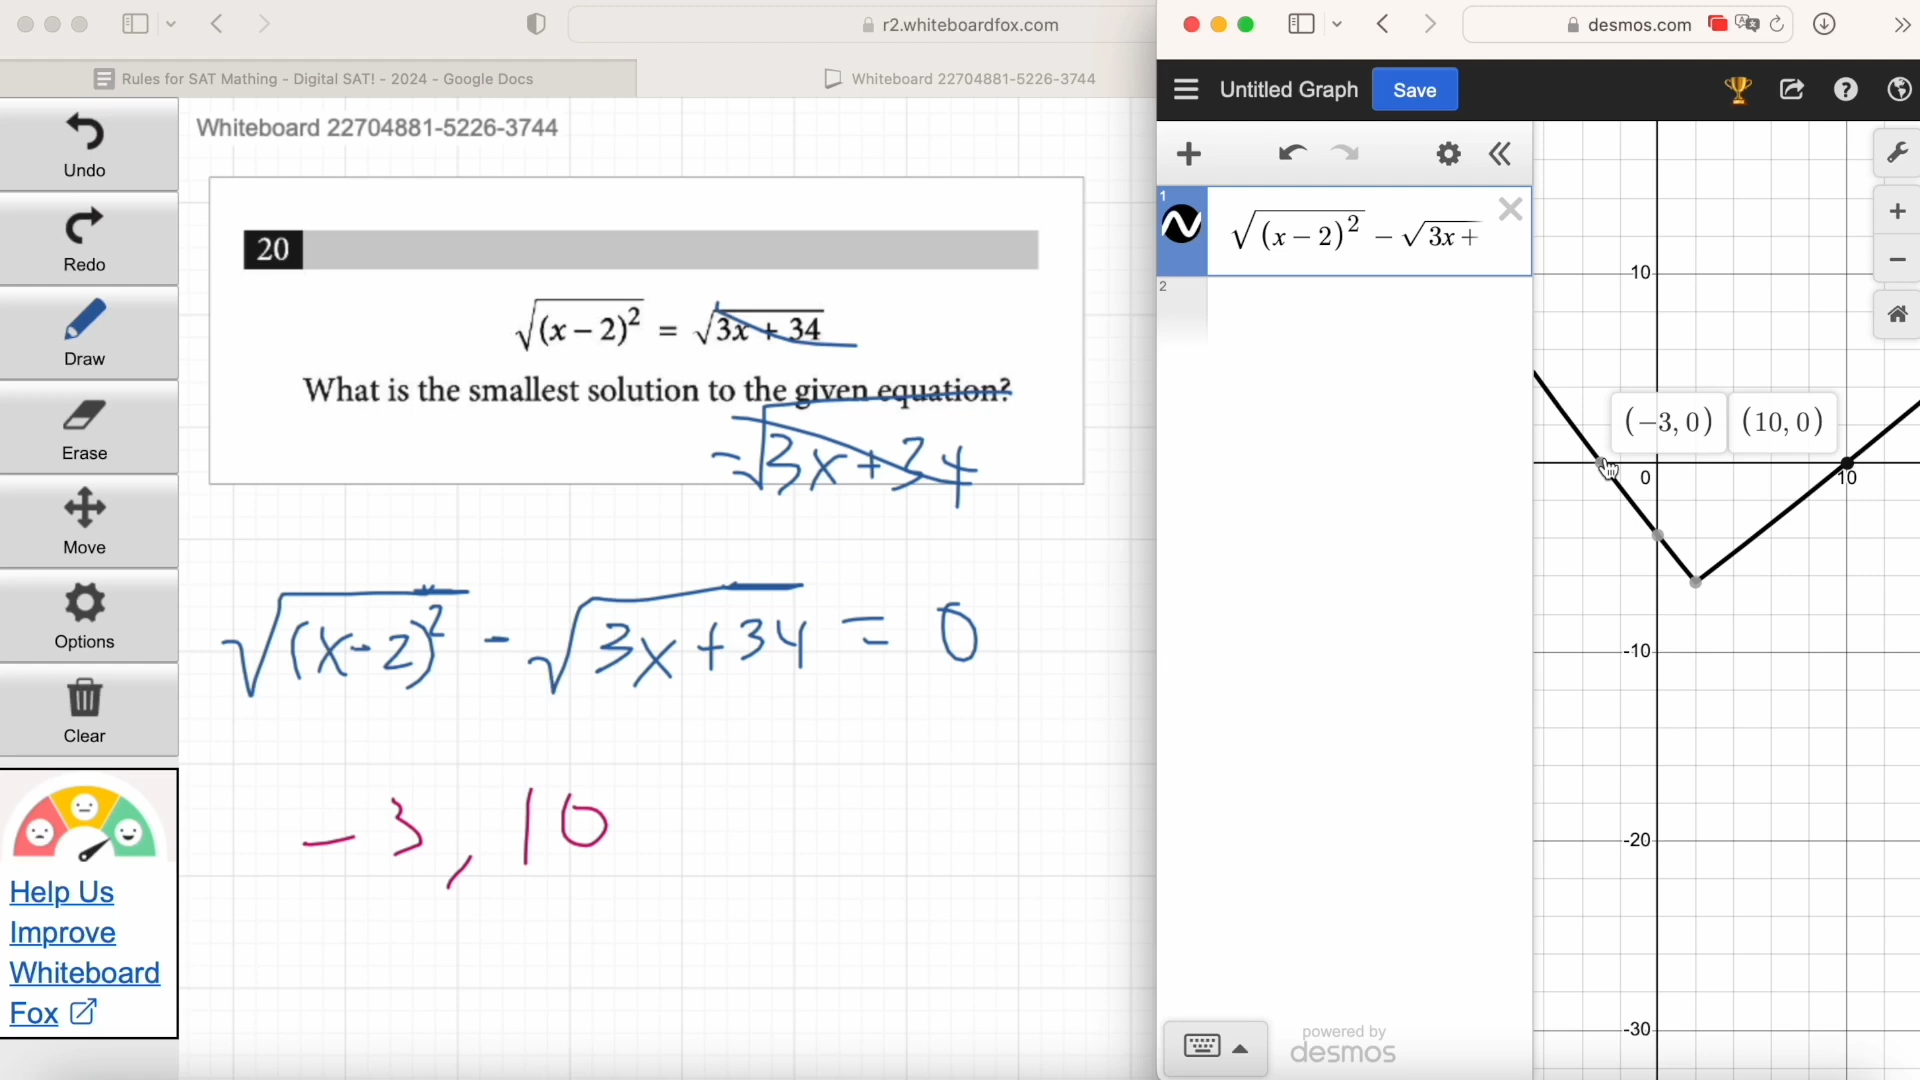 r2.whiteboardfox.com
Rules for SAT Mathing - Digital SAT! - 2024 - Google Docs
Whiteboard 22704881-5226-3744
Undo
Redo
Draw
Erase
Move
Options
Clear
Help Us
Improve
Whiteboard
Fox
Whiteboard 22704881-5226-3744
20
√(x – 2)² = √3x + 34
What is the smallest solution to the given equation?
= √3x + 34
√(x-2)² - √3x + 34 = 0
-3, 10
desmos.com
Untitled Graph
Save
1
√(x – 2)² – √3x +
2
powered by
desmos
10
(−3, 0)
(10, 0)
0
10
-10
-20
-30